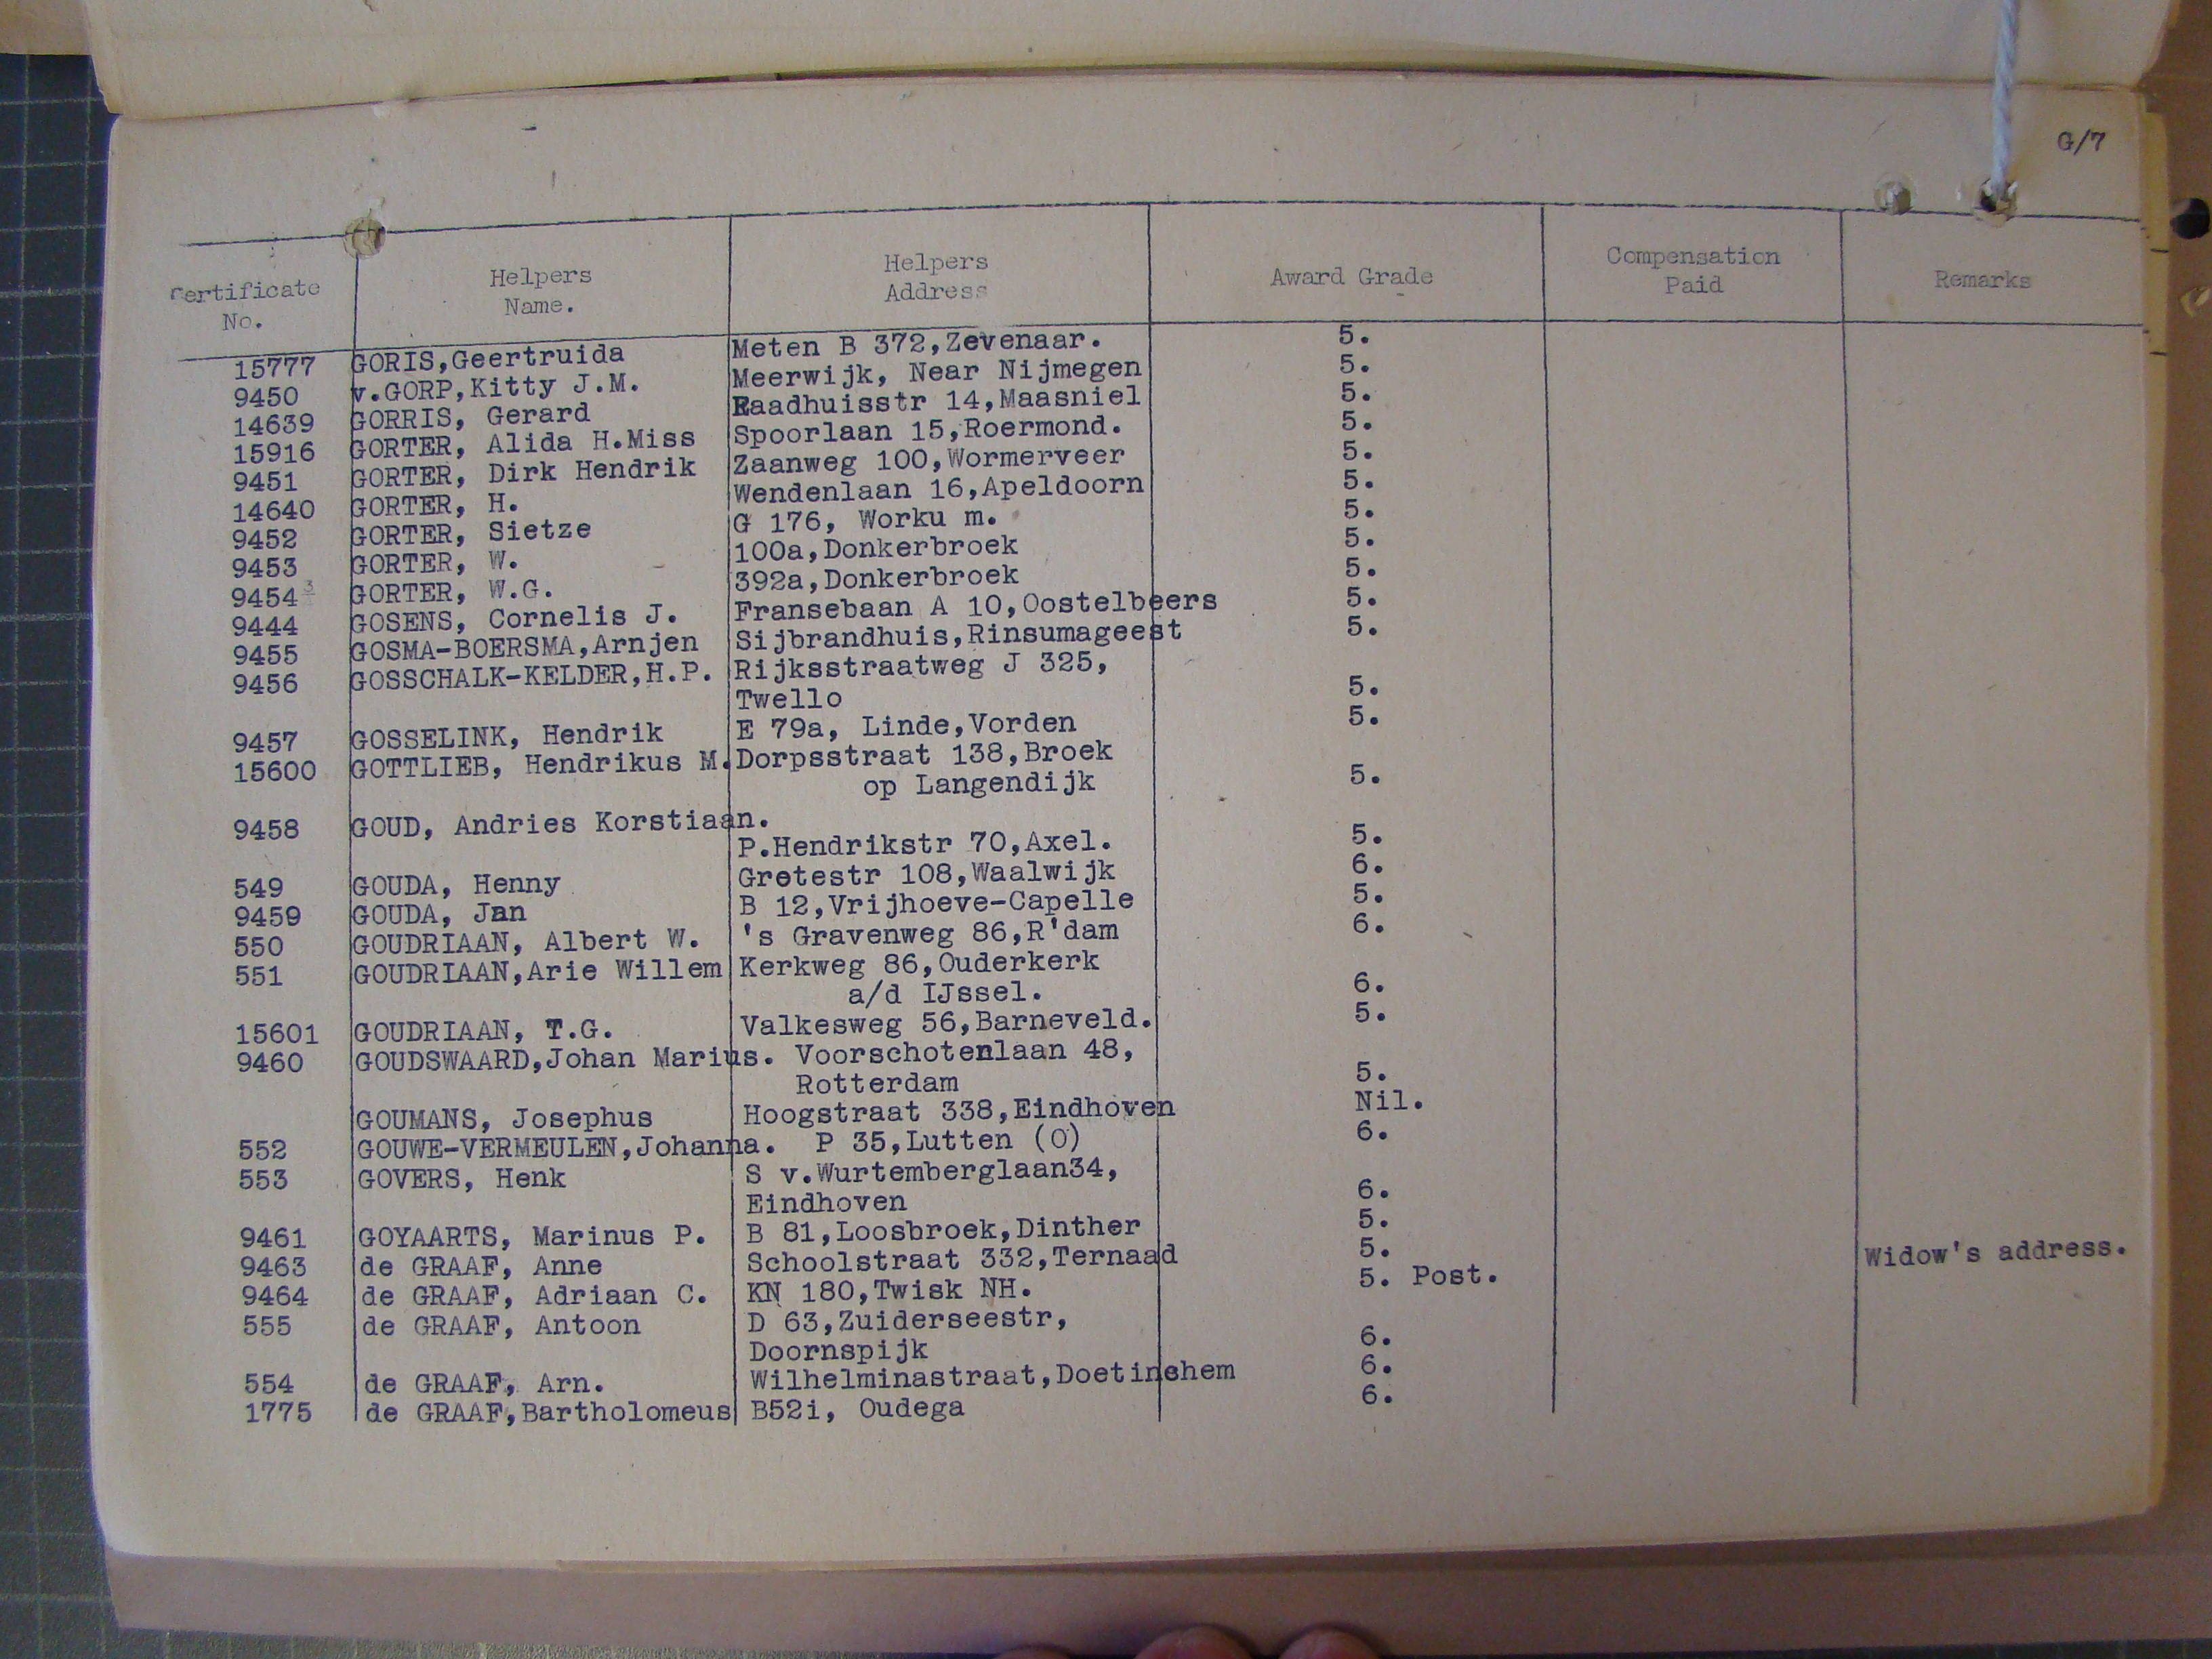 G/7
Certificate No. Helpers Name. Helpers Address Award Grade Compensation Paid Remarks
15777 GORIS,Geertruida Meten B 372,Zevenaar. 5.
9450 v.GORP,Kitty J.M. Meerwijk, Near Nijmegen 5.
14639 GORRIS, Gerard Raadhuisstr 14,Maasniel 5.
15916 GORTER, Alida H.Miss Spoorlaan 15,Roermond. 5.
9451 GORTER, Dirk Hendrik Zaanweg 100,Wormerveer 5.
14640 GORTER, H. Wendenlaan 16,Apeldoorn 5.
9452 GORTER, Sietze G 176, Worku m. 5.
9453 GORTER, W. 100a,Donkerbroek 5.
9454 3 GORTER, W.G. 392a,Donkerbroek 5.
9444 GOSENS, Cornelis J. Fransebaan A 10,Oostelbeers 5.
9455 GOSMA-BOERSMA,Arnjen Sijbrandhuis,Rinsumageest 5.
9456 GOSSCHALK-KELDER,H.P. Rijksstraatweg J 325,
Twello 5.
9457 GOSSELINK, Hendrik E 79a, Linde,Vorden 5.
15600 GOTTLIEB, Hendrikus M. Dorpsstraat 138,Broek
op Langendijk 5.
9458 GOUD, Andries Korstiaan.
P.Hendrikstr 70,Axel. 5.
549 GOUDA, Henny Grotestr 108,Waalwijk 6.
9459 GOUDA, Jan B 12,Vrijhoeve-Capelle 5.
550 GOUDRIAAN, Albert W. 's Gravenweg 86,R'dam 6.
551 GOUDRIAAN,Arie Willem Kerkweg 86,Ouderkerk
a/d IJssel. 6.
15601 GOUDRIAAN, T.G. Valkesweg 56,Barneveld. 5.
9460 GOUDSWAARD,Johan Marius. Voorschotenlaan 48,
Rotterdam 5.
GOUMANS, Josephus Hoogstraat 338,Eindhoven Nil.
552 GOUWE-VERMEULEN,Johanna. P 35,Lutten (O) 6.
553 GOVERS, Henk S v.Wurtemberglaan34,
Eindhoven 6.
9461 GOYAARTS, Marinus P. B 81,Loosbroek,Dinther 5.
9463 de GRAAF, Anne Schoolstraat 332,Ternaad 5.
9464 de GRAAF, Adriaan C. KN 180,Twisk NH. 5. Post. Widow's address.
555 de GRAAF, Antoon D 63,Zuiderseestr,
Doornspijk 6.
554 de GRAAF, Arn. Wilhelminastraat,Doetinchem 6.
1775 de GRAAF,Bartholomeus B52i, Oudega 6.